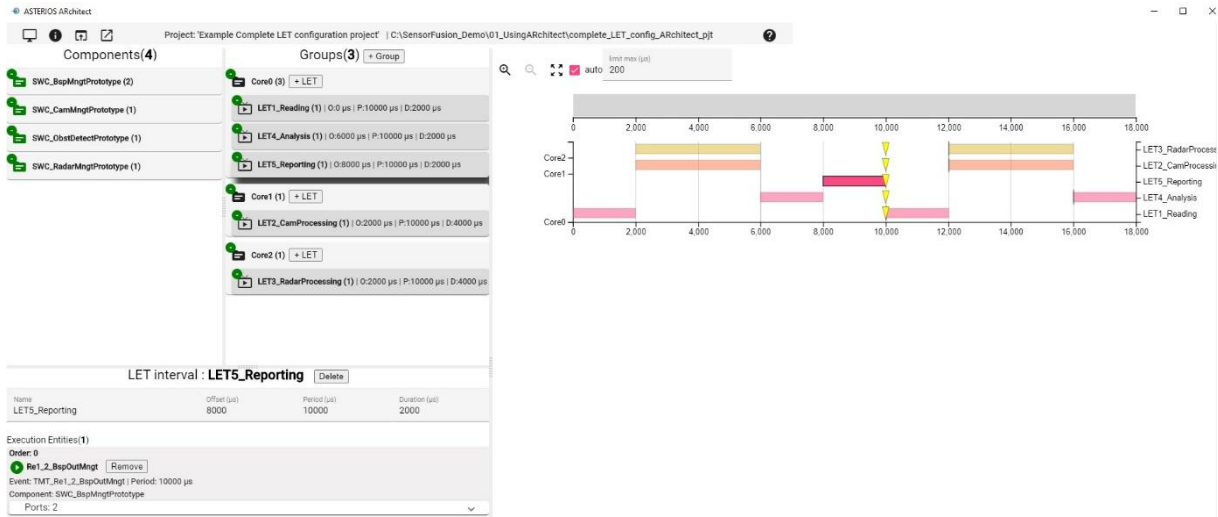 ASTERIOS ARchitect
Project: 'Example Complete LET configuration project' | C:\SensorFusion_Demo\01_UsingARchitect\complete_LET_config_ARchitect_pjt
Components(4)
SWC_BspMngtPrototype (2)
SWC_CamMngtPrototype (1)
SWC_ObstDetectPrototype (1)
SWC_RadarMngtPrototype (1)
Groups(3) + Group
Core0 (3) + LET
LET1_Reading (1) | O:0 µs | P:10000 µs | D:2000 µs
LET4_Analysis (1) | O:6000 µs | P:10000 µs | D:2000 µs
LET5_Reporting (1) | O:8000 µs | P:10000 µs | D:2000 µs
Core1 (1) + LET
LET2_CamProcessing (1) | O:2000 µs | P:10000 µs | D:4000 µs
Core2 (1) + LET
LET3_RadarProcessing (1) | O:2000 µs | P:10000 µs | D:4000 µs
auto
limit max (µs)
200
0 2,000 4,000 6,000 8,000 10,000 12,000 14,000 16,000 18,000
Core2
Core1
Core0
LET3_RadarProcess
LET2_CamProcessin
LET5_Reporting
LET4_Analysis
LET1_Reading
0 2,000 4,000 6,000 8,000 10,000 12,000 14,000 16,000 18,000
LET interval : LET5_Reporting Delete
Name Offset (µs) Period (µs) Duration (µs)
LET5_Reporting 8000 10000 2000
Execution Entities(1)
Order: 0
Re1_2_BspOutMngt Remove
Event: TMT_Re1_2_BspOutMngt | Period: 10000 µs
Component: SWC_BspMngtPrototype
Ports: 2